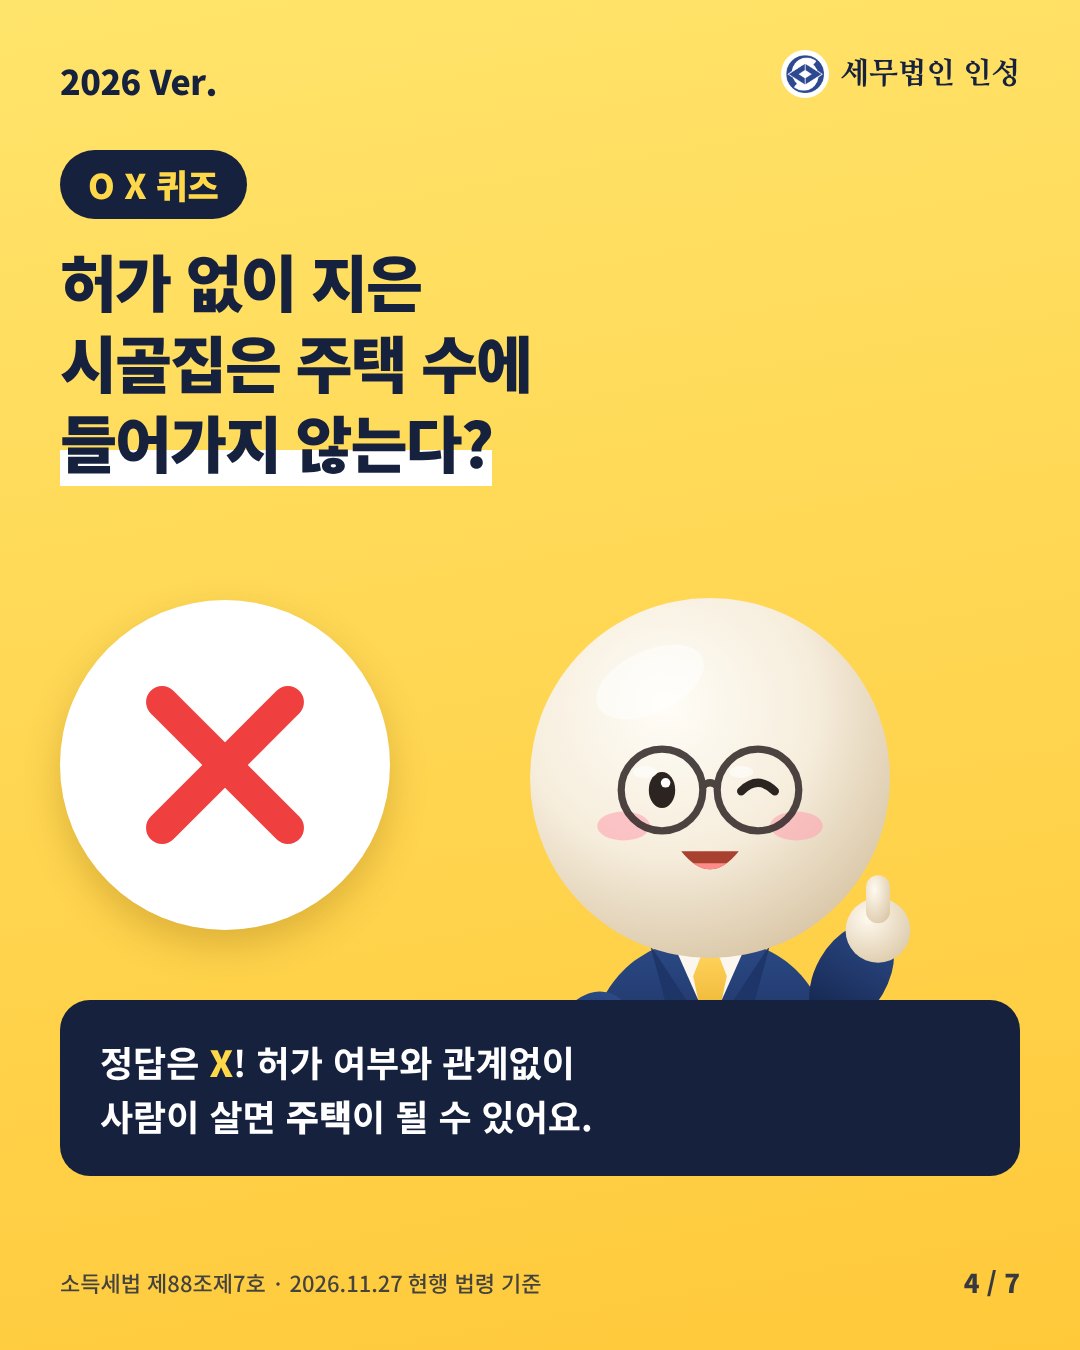 2026 Ver.
세무법인 인성
O X 퀴즈
허가 없이 지은
시골집은 주택 수에
들어가지 않는다?
정답은 X! 허가 여부와 관계없이
사람이 살면 주택이 될 수 있어요.
소득세법 제88조제7호 · 2026.11.27 현행 법령 기준
4 / 7